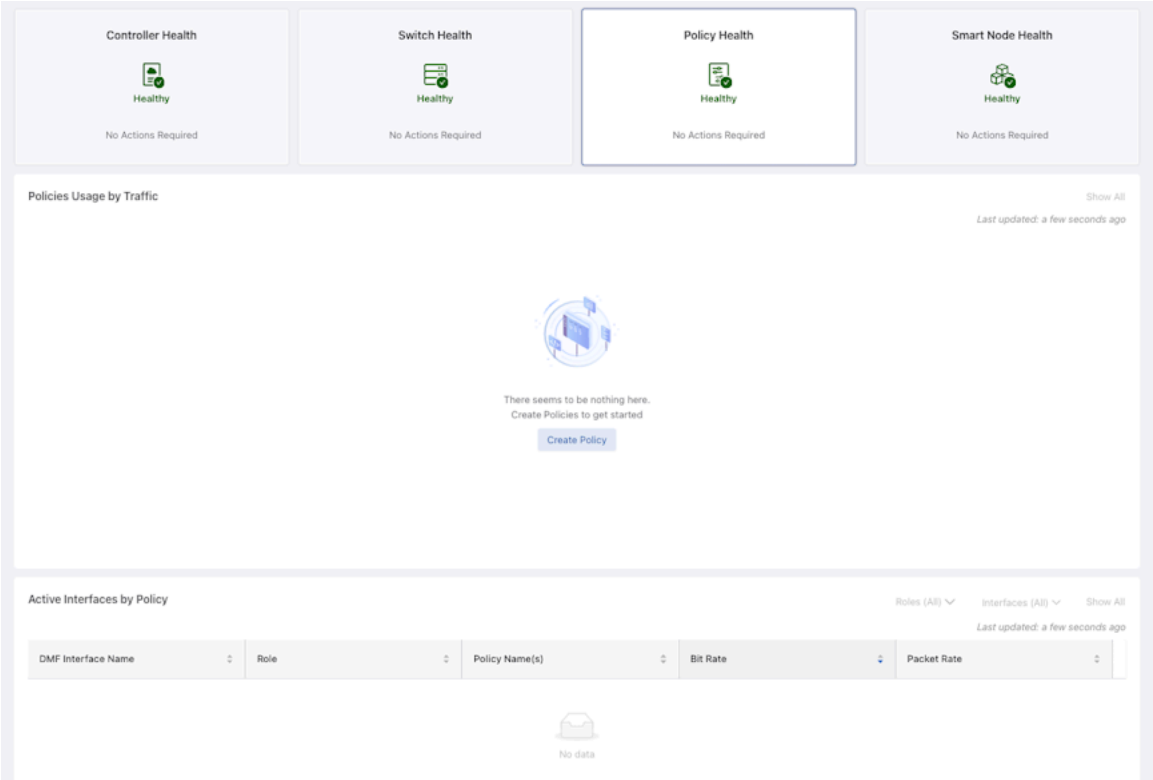 Controller Health
Switch Health
Policy Health
Smart Node Health
Healthy
Healthy
Healthy
Healthy
No Actions Required
No Actions Required
No Actions Required
No Actions Required
Policies Usage by Traffic
Show All
Last updated: a few seconds ago
There seems to be nothing here.
Create Policies to get started
Create Policy
Active Interfaces by Policy
Roles (All)
Interfaces (All)
Show All
Last updated: a few seconds ago
DMF Interface Name
Role
Policy Name(s)
Bit Rate
Packet Rate
No data